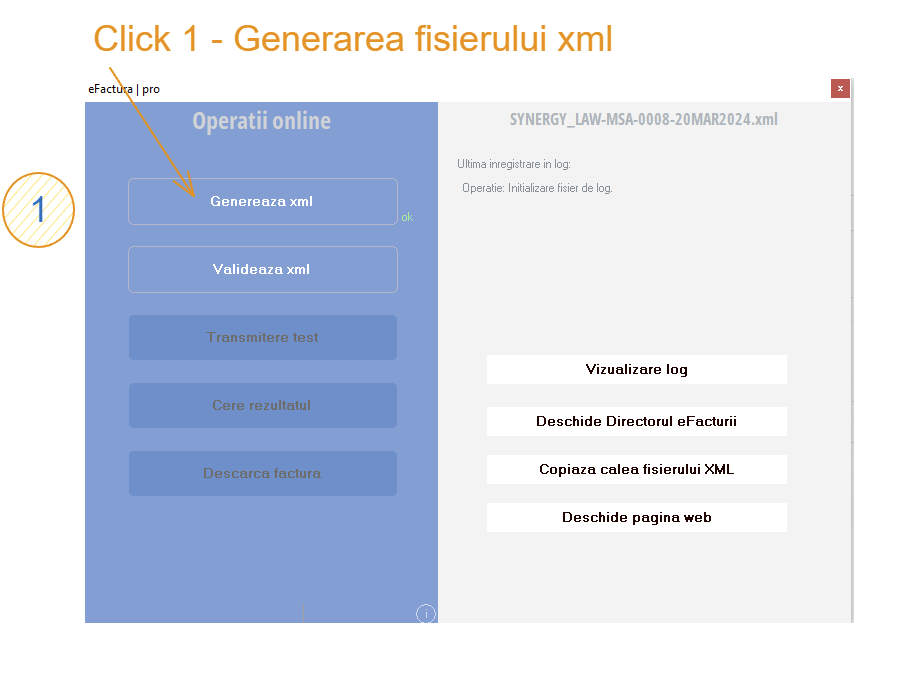 Click 1 - Generarea fisierului xml
eFactura | pro
x
Operatii online
SYNERGY_LAW-MSA-0008-20MAR2024.xml
Ultima inregistrare in log:
Operatie: Initializare fisier de log.
1
Genereaza xml
ok
Valideaza xml
Transmitere test
Cere rezultatul
Descarca factura
Vizualizare log
Deschide Directorul eFacturii
Copiaza calea fisierului XML
Deschide pagina web
i